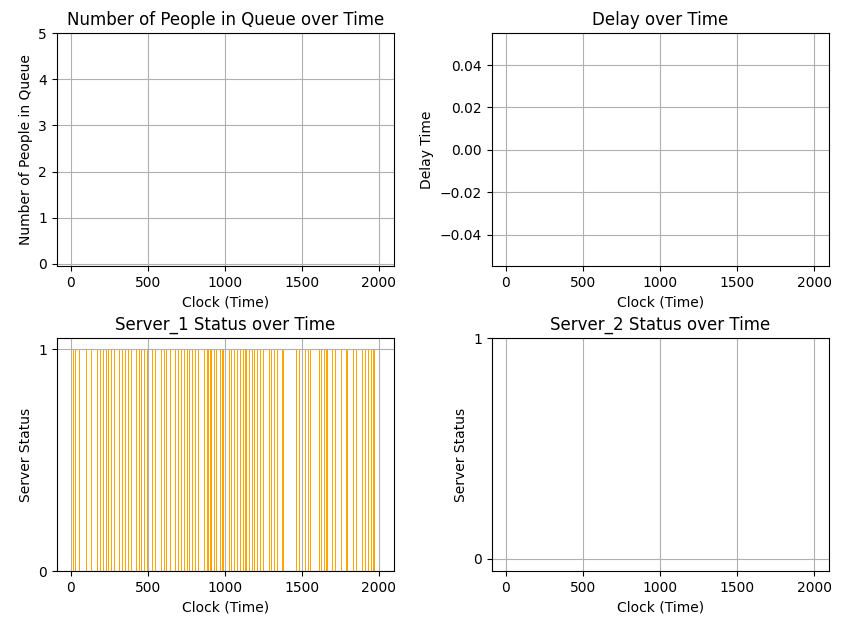 Number of People in Queue over Time
Number of People in Queue
5
4
3
2
1
0
0 500 1000 1500 2000
Clock (Time)
Delay over Time
Delay Time
0.04
0.02
0.00
−0.02
−0.04
0 500 1000 1500 2000
Clock (Time)
Server_1 Status over Time
Server Status
1
0
0 500 1000 1500 2000
Clock (Time)
Server_2 Status over Time
Server Status
1
0
0 500 1000 1500 2000
Clock (Time)